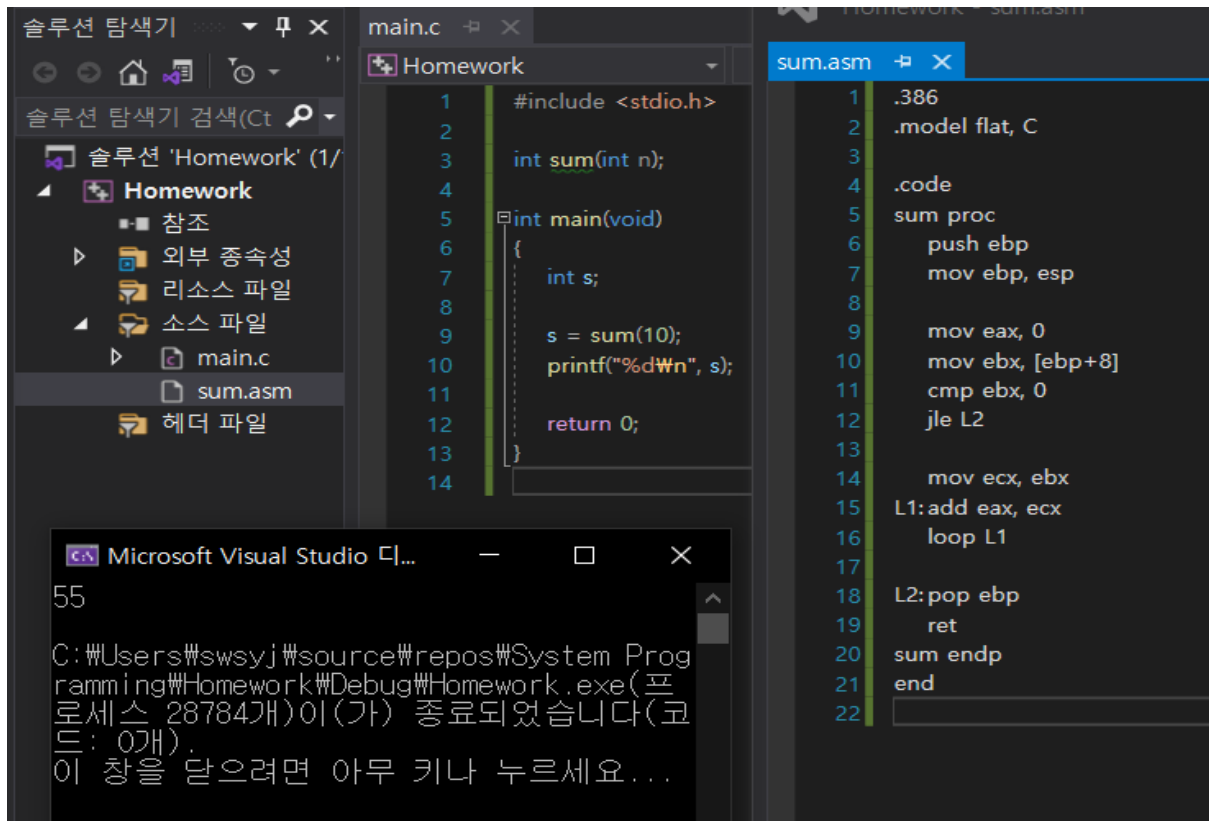 솔루션 탐색기
솔루션 탐색기 검색(Ct
솔루션 'Homework' (1/
Homework
참조
외부 종속성
리소스 파일
소스 파일
main.c
sum.asm
헤더 파일
main.c
Homework
1 #include <stdio.h>
2
3 int sum(int n);
4
5 int main(void)
6 {
7 int s;
8
9 s = sum(10);
10 printf("%d₩n", s);
11
12 return 0;
13 }
14
Homework - sum.asm
sum.asm
1 .386
2 .model flat, C
3
4 .code
5 sum proc
6 push ebp
7 mov ebp, esp
8
9 mov eax, 0
10 mov ebx, [ebp+8]
11 cmp ebx, 0
12 jle L2
13
14 mov ecx, ebx
15 L1: add eax, ecx
16 loop L1
17
18 L2: pop ebp
19 ret
20 sum endp
21 end
22
Microsoft Visual Studio 디...
55
C:₩Users₩swsyj₩source₩repos₩System Prog
ramming₩Homework₩Debug₩Homework.exe(프
로세스 28784개)이(가) 종료되었습니다(코
드: 0개).
이 창을 닫으려면 아무 키나 누르세요...